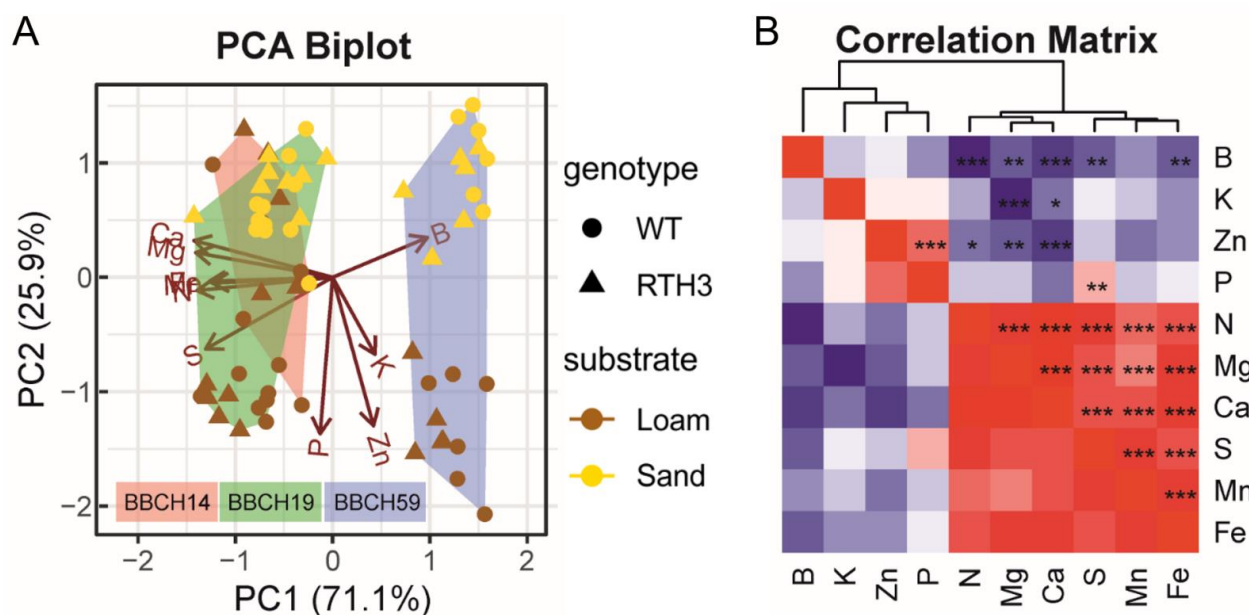 A
PCA Biplot
PC2 (25.9%)
1
0
−1
−2
Ca
Mg
N
S
B
K
P
Zn
BBCH14
BBCH19
BBCH59
−2
−1
0
1
2
PC1 (71.1%)
genotype
WT
RTH3
substrate
Loam
Sand
B
Correlation Matrix
*** ** *** ** ** B
*** * K
*** * ** *** Zn
** P
*** *** *** *** *** N
*** *** *** *** Mg
*** *** *** Ca
*** *** S
*** Mn
Fe
B K Zn P N Mg Ca S Mn Fe